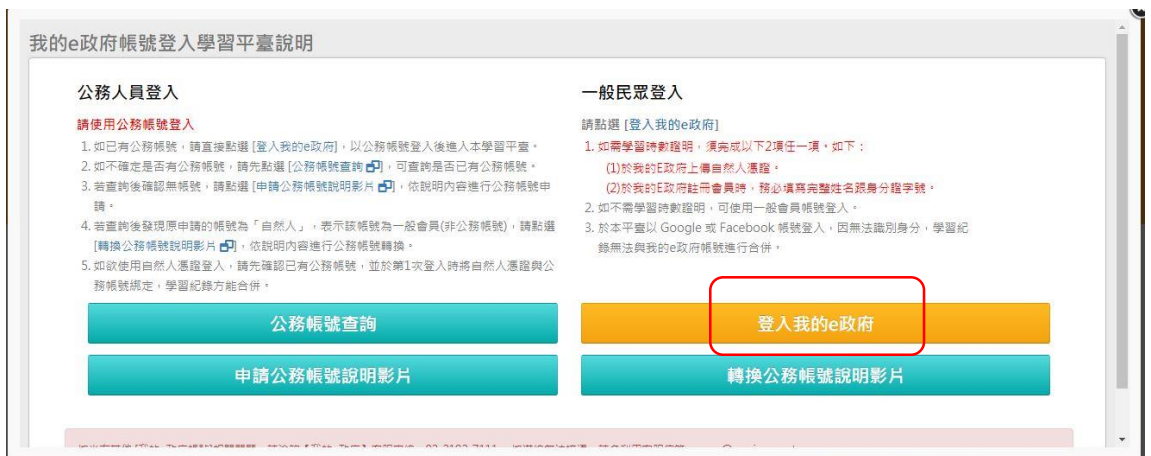 我的e政府帳號登入學習平臺說明
公務人員登入
請使用公務帳號登入
1. 如已有公務帳號，請直接點選 [登入我的e政府]，以公務帳號登入後進入本學習平臺。
2. 如不確定是否有公務帳號，請先點選 [公務帳號查詢]，可查詢是否已有公務帳號。
3. 若查詢後確認無帳號，請點選 [申請公務帳號說明影片]，依說明內容進行公務帳號申
請。
4. 若查詢後發現原申請的帳號為「自然人」，表示該帳號為一般會員(非公務帳號)，請點選
[轉換公務帳號說明影片]，依說明內容進行公務帳號轉換。
5. 如欲使用自然人憑證登入，請先確認已有公務帳號，並於第1次登入時將自然人憑證與公
務帳號綁定，學習紀錄方能合併。
公務帳號查詢
申請公務帳號說明影片
一般民眾登入
請點選 [登入我的e政府]
1. 如需學習時數證明，須完成以下2項任一項，如下：
(1)於我的E政府上傳自然人憑證。
(2)於我的E政府註冊會員時，務必填寫完整姓名跟身分證字號。
2. 如不需學習時數證明，可使用一般會員帳號登入。
3. 於本平臺以 Google 或 Facebook 帳號登入，因無法識別身分，學習紀
錄無法與我的e政府帳號進行合併。
登入我的e政府
轉換公務帳號說明影片